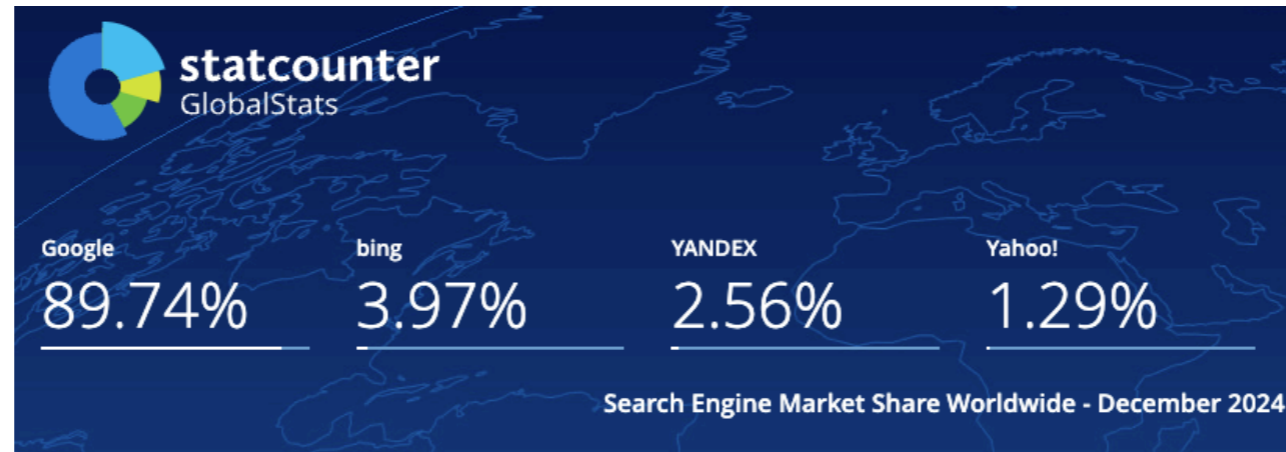 statcounter
GlobalStats
Google
bing
YANDEX
Yahoo!
89.74%
3.97%
2.56%
1.29%
Search Engine Market Share Worldwide - December 2024